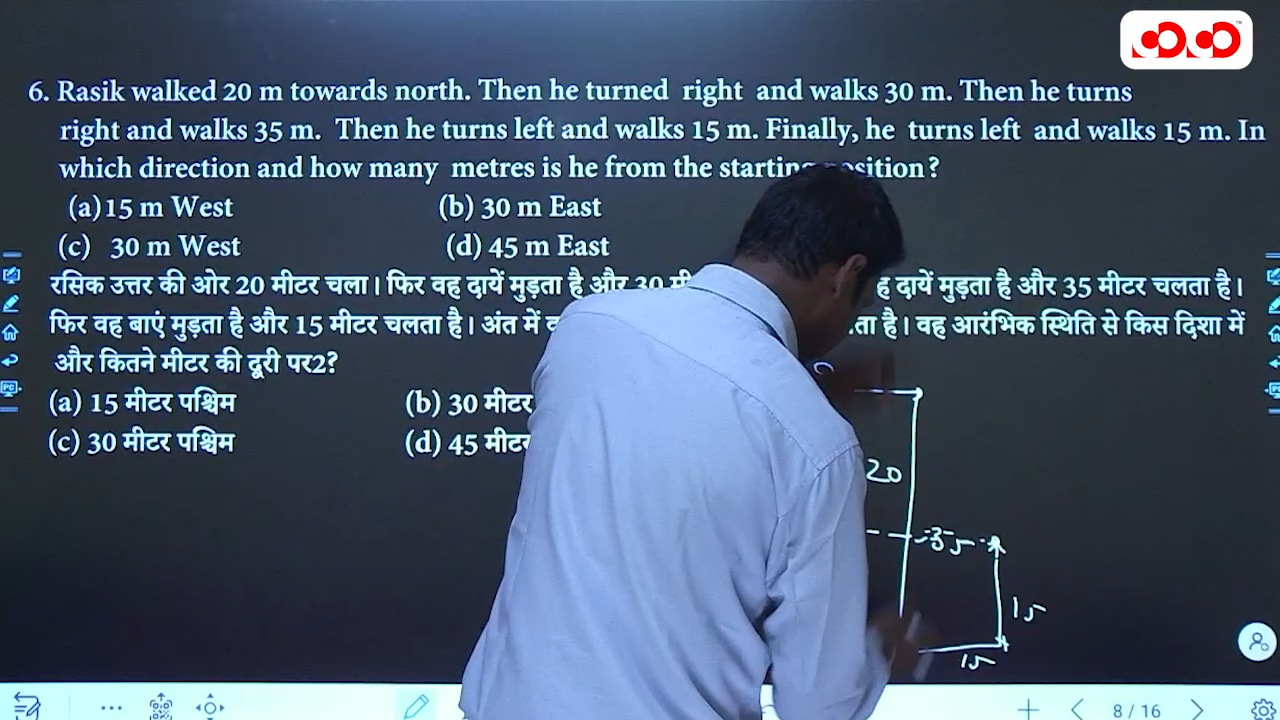 6. Rasik walked 20 m towards north. Then he turned right and walks 30 m. Then he turns
right and walks 35 m. Then he turns left and walks 15 m. Finally, he turns left and walks 15 m. In
which direction and how many metres is he from the starting position?
(a) 15 m West (b) 30 m East
(c) 30 m West (d) 45 m East
रसिक उत्तर की ओर 20 मीटर चला। फिर वह दायें मुड़ता है और 30 दायें मुड़ता है और 35 मीटर चलता है।
फिर वह बाएं मुड़ता है और 15 मीटर चलता है। अंत में है। वह आरंभिक स्थिति से किस दिशा में
और कितने मीटर की दूरी पर2?
(a) 15 मीटर पश्चिम (b) 30 मीटर
(c) 30 मीटर पश्चिम (d) 45 मीटर
20
35
15
15
8 / 16